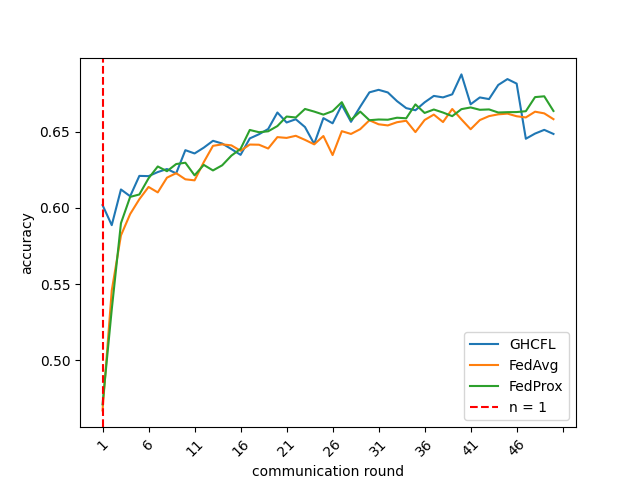 accuracy
0.65
0.60
0.55
0.50
GHCFL
FedAvg
FedProx
n = 1
1
6
11
16
21
26
31
36
41
46
communication round